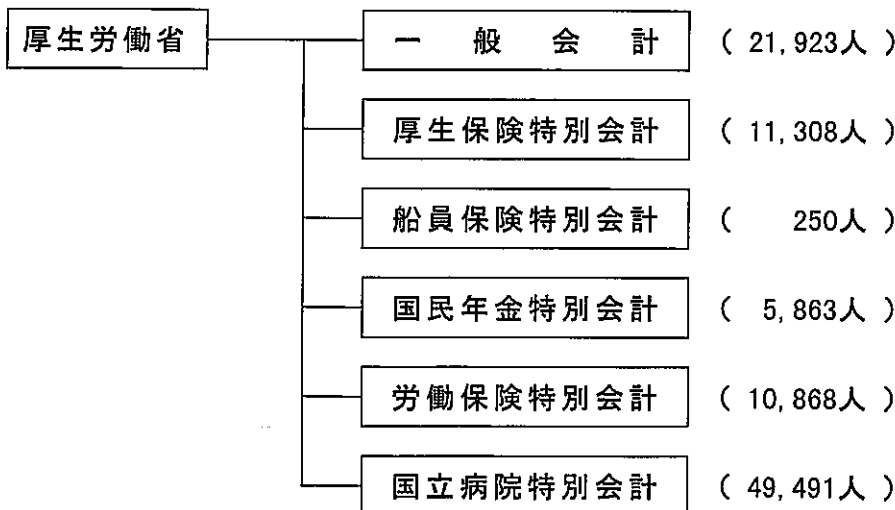 厚生労働省 一般会計 ( 21,923人 )
厚生保険特別会計 ( 11,308人 )
船員保険特別会計 ( 250人 )
国民年金特別会計 ( 5,863人 )
労働保険特別会計 ( 10,868人 )
国立病院特別会計 ( 49,491人 )